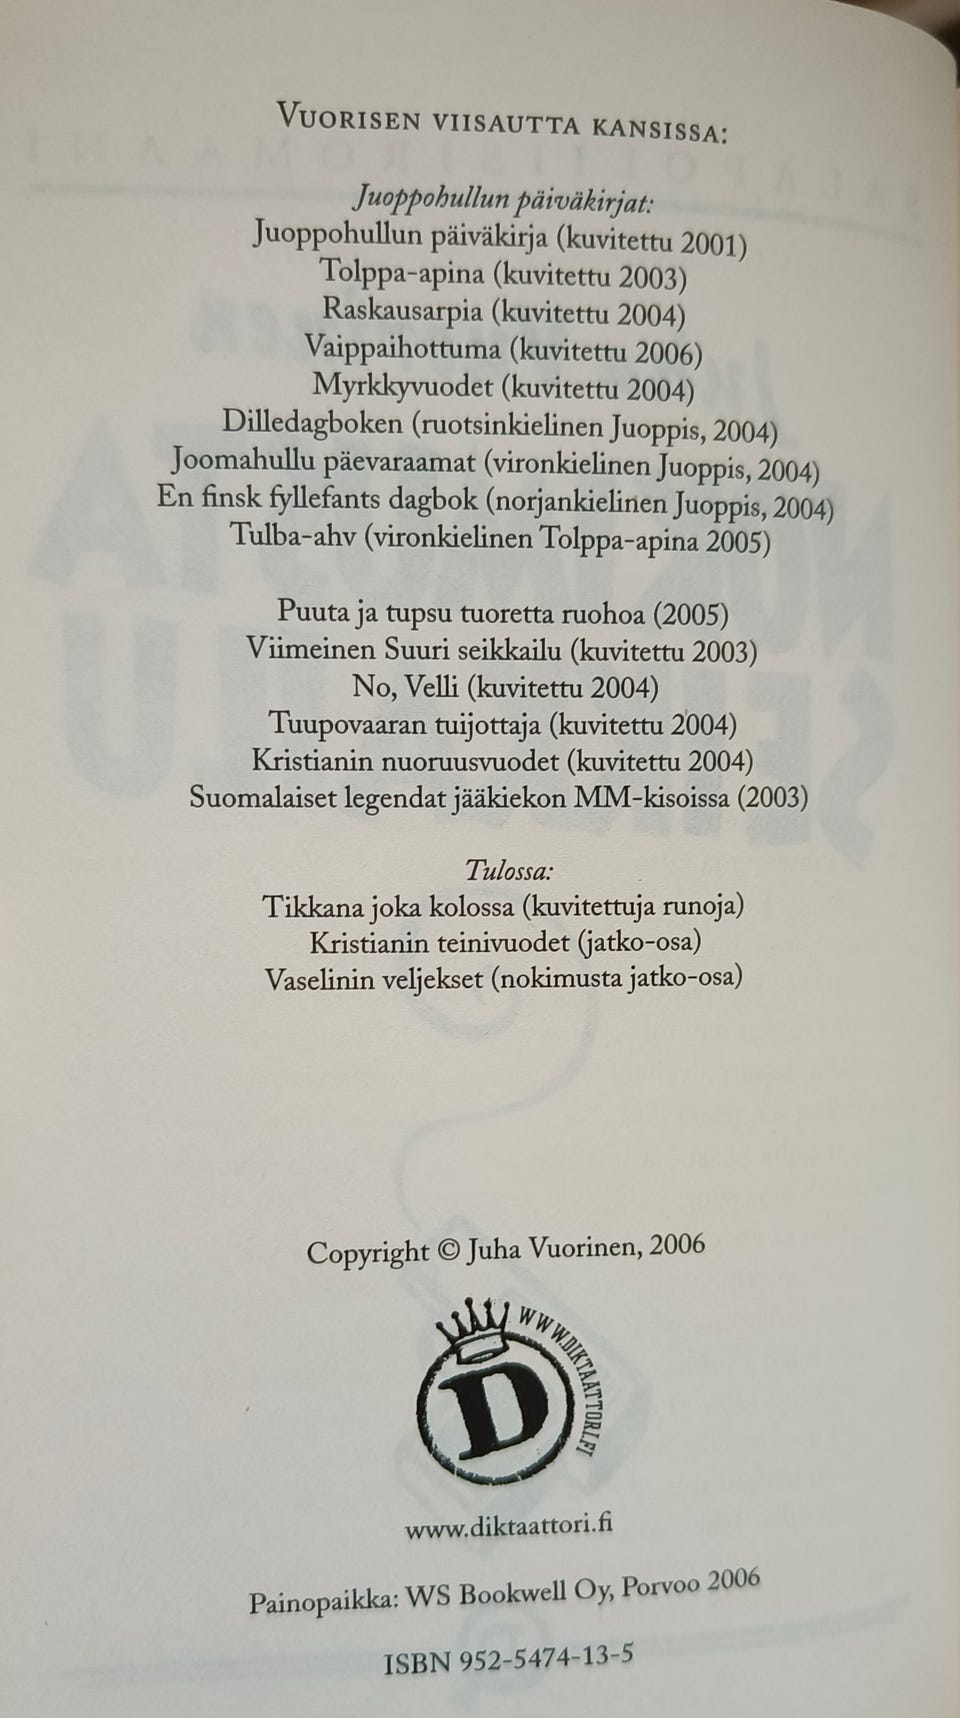 VUORISEN VIISAUTTA KANSISSA:
Juoppohullun päiväkirjat:
Juoppohullun päiväkirja (kuvitettu 2001)
Tolppa-apina (kuvitettu 2003)
Raskausarpia (kuvitettu 2004)
Vaippaihottuma (kuvitettu 2006)
Myrkkyvuodet (kuvitettu 2004)
Dilledagboken (ruotsinkielinen Juoppis, 2004)
Joomahullu päevaraamat (vironkielinen Juoppis, 2004)
En finsk fyllefants dagbok (norjankielinen Juoppis, 2004)
Tulba-ahv (vironkielinen Tolppa-apina 2005)
Puuta ja tupsu tuoretta ruohoa (2005)
Viimeinen Suuri seikkailu (kuvitettu 2003)
No, Velli (kuvitettu 2004)
Tuupovaaran tuijottaja (kuvitettu 2004)
Kristianin nuoruusvuodet (kuvitettu 2004)
Suomalaiset legendat jääkiekon MM-kisoissa (2003)
Tulossa:
Tikkana joka kolossa (kuvitettuja runoja)
Kristianin teinivuodet (jatko-osa)
Vaselinin veljekset (nokimusta jatko-osa)
Copyright © Juha Vuorinen, 2006
WWW.DIKTAATTORI.FI
D
www.diktaattori.fi
Painopaikka: WS Bookwell Oy, Porvoo 2006
ISBN 952-5474-13-5